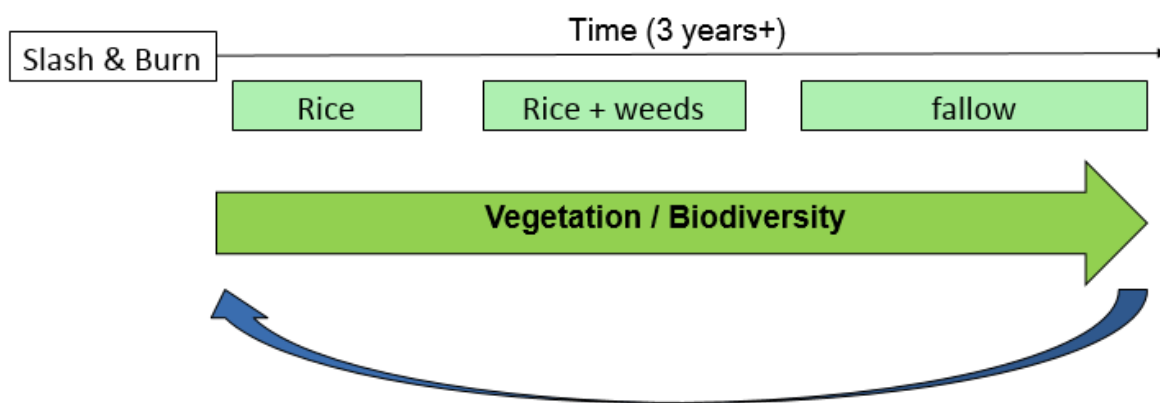 Time (3 years+)
Slash & Burn
Rice
Rice + weeds
fallow
Vegetation / Biodiversity